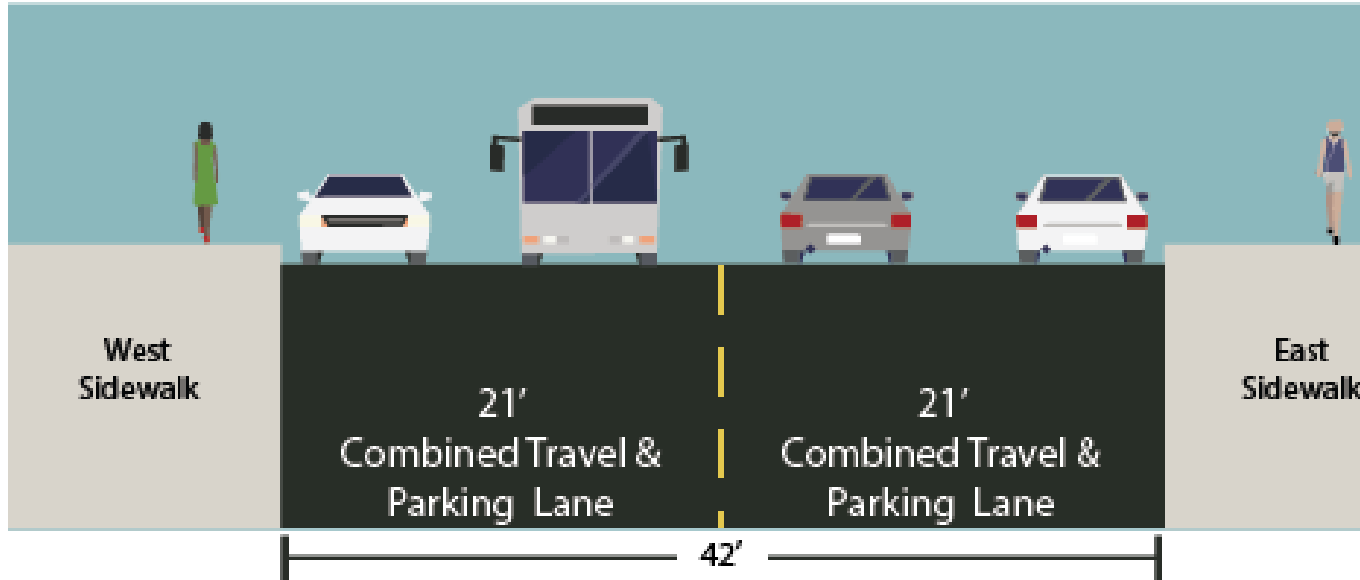 West
Sidewalk
21'
Combined Travel &
Parking Lane
21'
Combined Travel &
Parking Lane
East
Sidewalk
42'